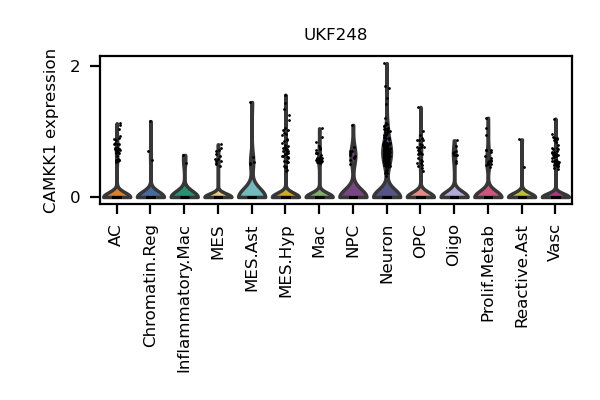 UKF248
CAMKK1 expression
2
0
AC
Chromatin.Reg
Inflammatory.Mac
MES
MES.Ast
MES.Hyp
Mac
NPC
Neuron
OPC
Oligo
Prolif.Metab
Reactive.Ast
Vasc